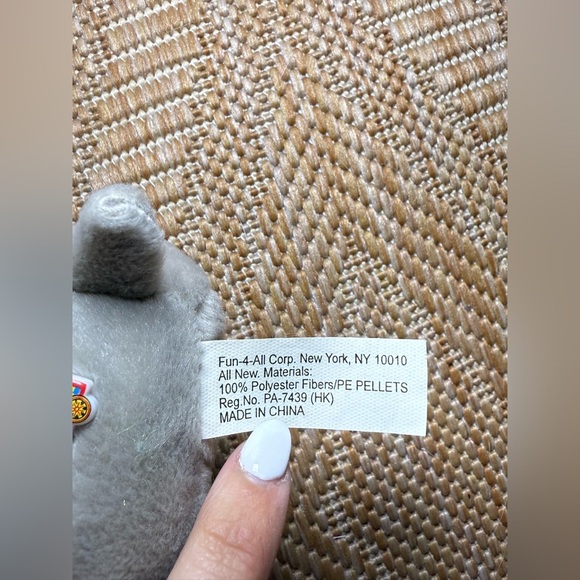 Fun-4-All Corp. New York, NY 10010
All New. Materials:
100% Polyester Fibers/PE PELLETS
Reg.No. PA-7439 (HK)
MADE IN CHINA